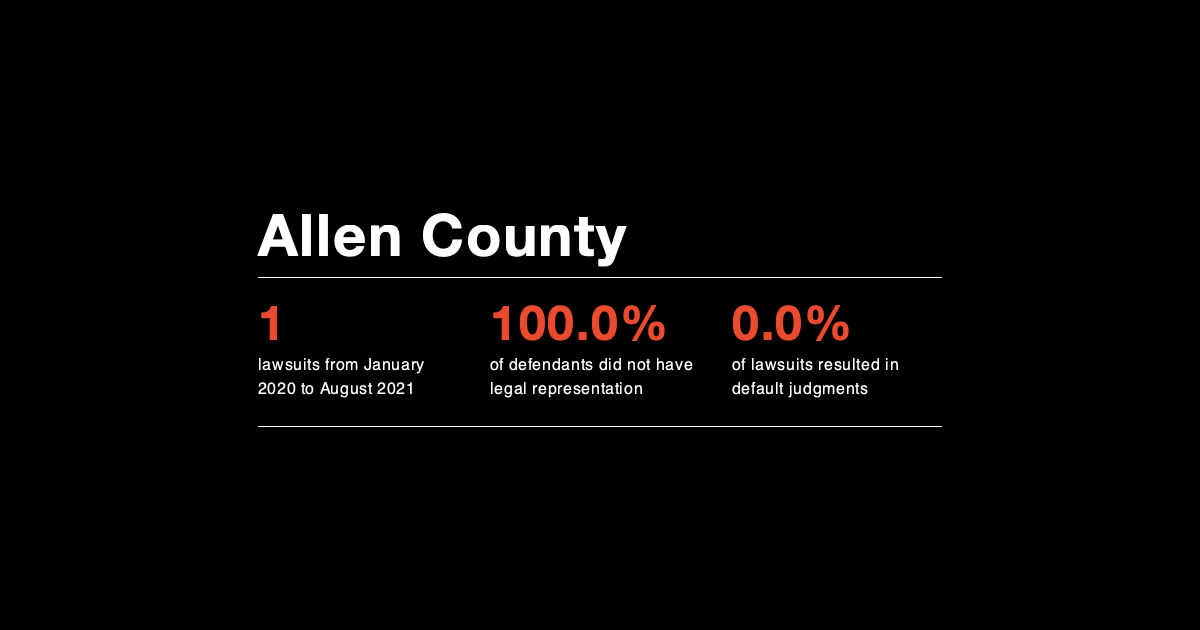 Allen County
1
lawsuits from January
2020 to August 2021
100.0%
of defendants did not have
legal representation
0.0%
of lawsuits resulted in
default judgments